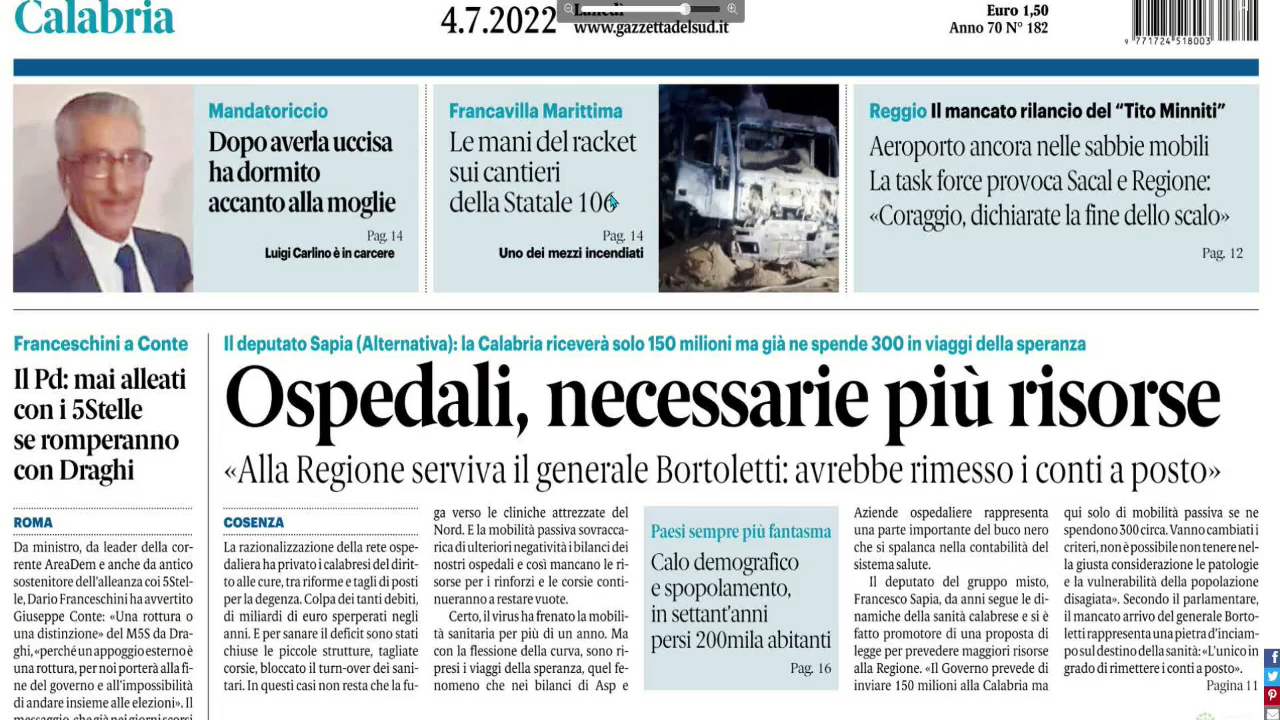 Calabria
4.7.2022
Lunedì
www.gazzettadelsud.it
Euro 1,50
Anno 70 N° 182
9 771724 518003
Mandatoriccio
Dopo averla uccisa
ha dormito
accanto alla moglie
Pag. 14
Luigi Carlino è in carcere
Francavilla Marittima
Le mani del racket
sui cantieri
della Statale 106
Pag. 14
Uno dei mezzi incendiati
Reggio Il mancato rilancio del “Tito Minniti”
Aeroporto ancora nelle sabbie mobili
La task force provoca Sacal e Regione:
«Coraggio, dichiarate la fine dello scalo»
Pag. 12
Franceschini a Conte
Il Pd: mai alleati
con i 5Stelle
se romperanno
con Draghi
ROMA
Da ministro, da leader della cor-
rente AreaDem e anche da antico
sostenitore dell'alleanza coi 5Stel-
le, Dario Franceschini ha avvertito
Giuseppe Conte: «Una rottura o
una distinzione» del M5S da Dra-
ghi, «perché un appoggio esterno è
una rottura, per noi porterà alla fi-
ne del governo e all'impossibilità
di andare insieme alle elezioni». Il
messaggio, che già nei giorni scorsi
Il deputato Sapia (Alternativa): la Calabria riceverà solo 150 milioni ma già ne spende 300 in viaggi della speranza
Ospedali, necessarie più risorse
«Alla Regione serviva il generale Bortoletti: avrebbe rimesso i conti a posto»
COSENZA
La razionalizzazione della rete ospe-
daliera ha privato i calabresi del dirit-
to alle cure, tra riforme e tagli di posti
per la degenza. Colpa dei tanti debiti,
di miliardi di euro sperperati negli
anni. E per sanare il deficit sono stati
chiuse le piccole strutture, tagliate
corsie, bloccato il turn-over dei sani-
tari. In questi casi non resta che la fu-
ga verso le cliniche attrezzate del
Nord. E la mobilità passiva sovracca-
rica di ulteriori negatività i bilanci dei
nostri ospedali e così mancano le ri-
sorse per i rinforzi e le corsie conti-
nueranno a restare vuote.
Certo, il virus ha frenato la mobili-
tà sanitaria per più di un anno. Ma
con la flessione della curva, sono ri-
presi i viaggi della speranza, quel fe-
nomeno che nei bilanci di Asp e
Paesi sempre più fantasma
Calo demografico
e spopolamento,
in settant'anni
persi 200mila abitanti
Pag. 16
Aziende ospedaliere rappresenta
una parte importante del buco nero
che si spalanca nella contabilità del
sistema salute.
Il deputato del gruppo misto,
Francesco Sapia, da anni segue le di-
namiche della sanità calabrese e si è
fatto promotore di una proposta di
legge per prevedere maggiori risorse
alla Regione. «Il Governo prevede di
inviare 150 milioni alla Calabria ma
qui solo di mobilità passiva se ne
spendono 300 circa. Vanno cambiati i
criteri, non è possibile non tenere nel-
la giusta considerazione le patologie
e la vulnerabilità della popolazione
disagiata». Secondo il parlamentare,
il mancato arrivo del generale Borto-
letti rappresenta una pietra d'inciam-
po sul destino della sanità: «L'unico in
grado di rimettere i conti a posto».
Pagina 11